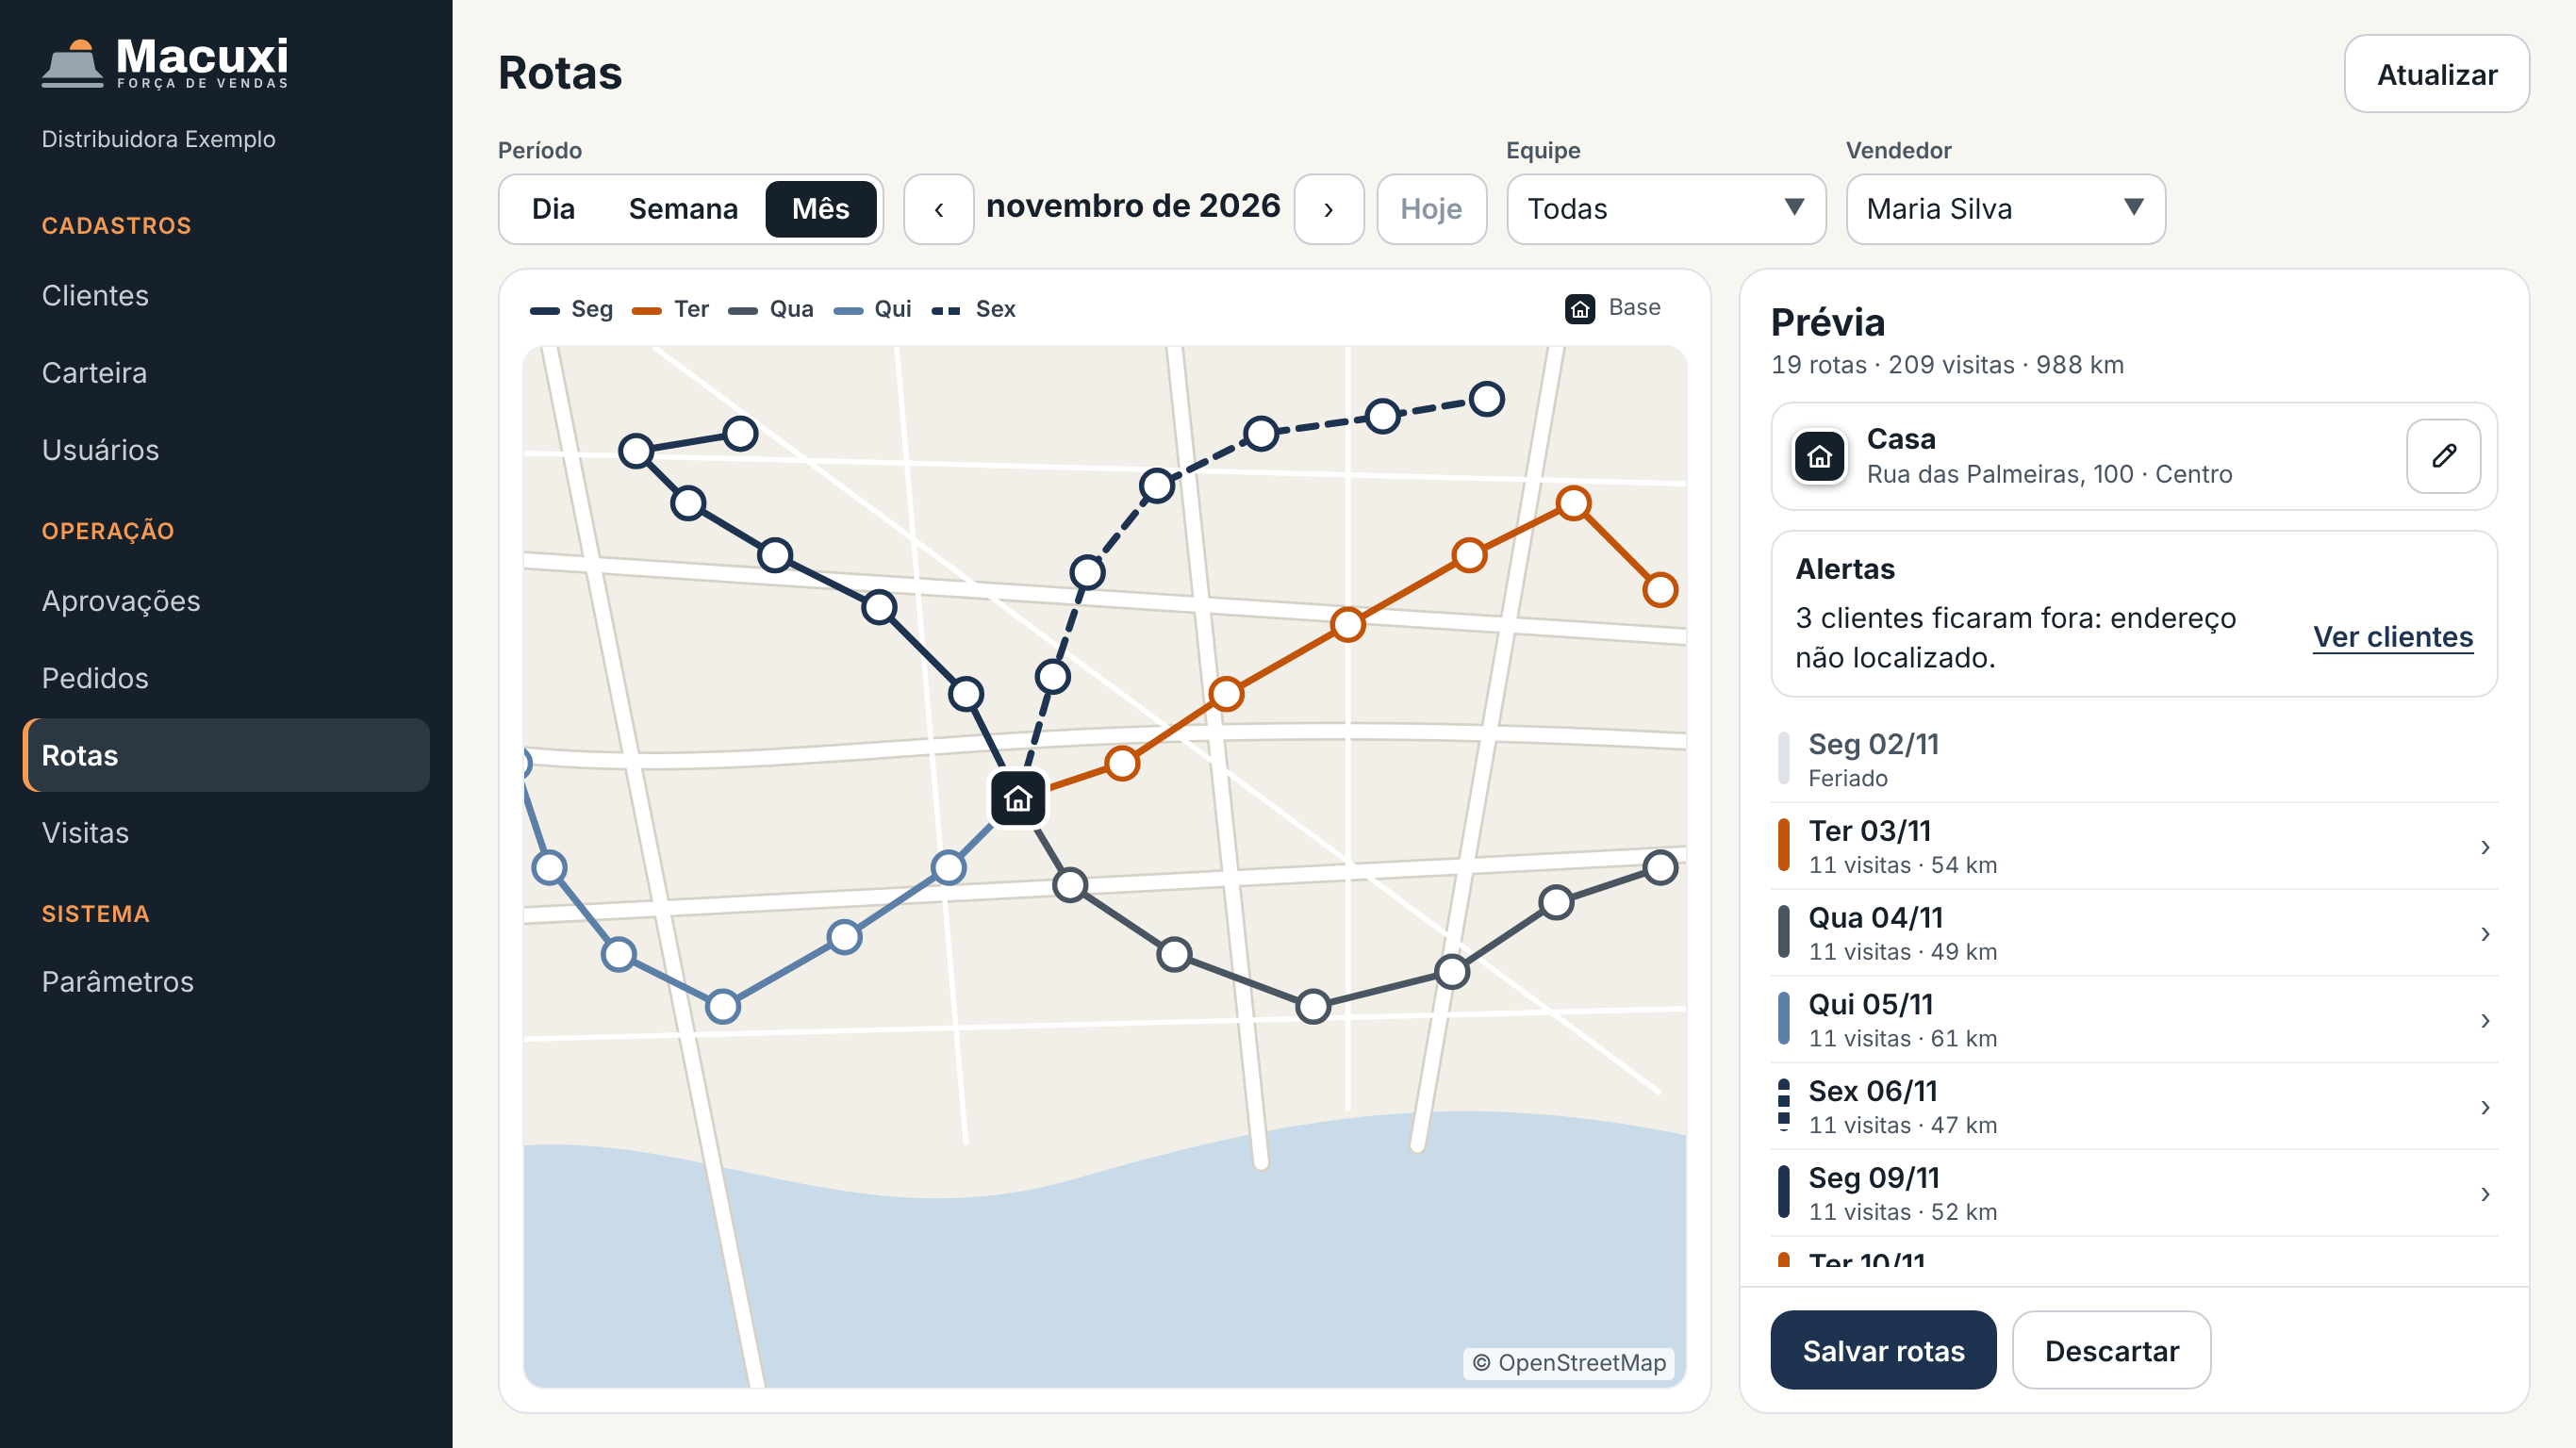 Macuxi
FORÇA DE VENDAS
Distribuidora Exemplo
CADASTROS
Clientes
Carteira
Usuários
OPERAÇÃO
Aprovações
Pedidos
Rotas
Visitas
SISTEMA
Parâmetros
Rotas
Atualizar
Período
Equipe
Vendedor
Dia Semana Mês ‹ novembro de 2026 › Hoje Todas ▼ Maria Silva ▼
Seg Ter Qua Qui Sex Base
© OpenStreetMap
Prévia
19 rotas · 209 visitas · 988 km
Casa
Rua das Palmeiras, 100 · Centro
Alertas
3 clientes ficaram fora: endereço
não localizado.
Ver clientes
Seg 02/11
Feriado
Ter 03/11
11 visitas · 54 km
Qua 04/11
11 visitas · 49 km
Qui 05/11
11 visitas · 61 km
Sex 06/11
11 visitas · 47 km
Seg 09/11
11 visitas · 52 km
Ter 10/11
Salvar rotas
Descartar